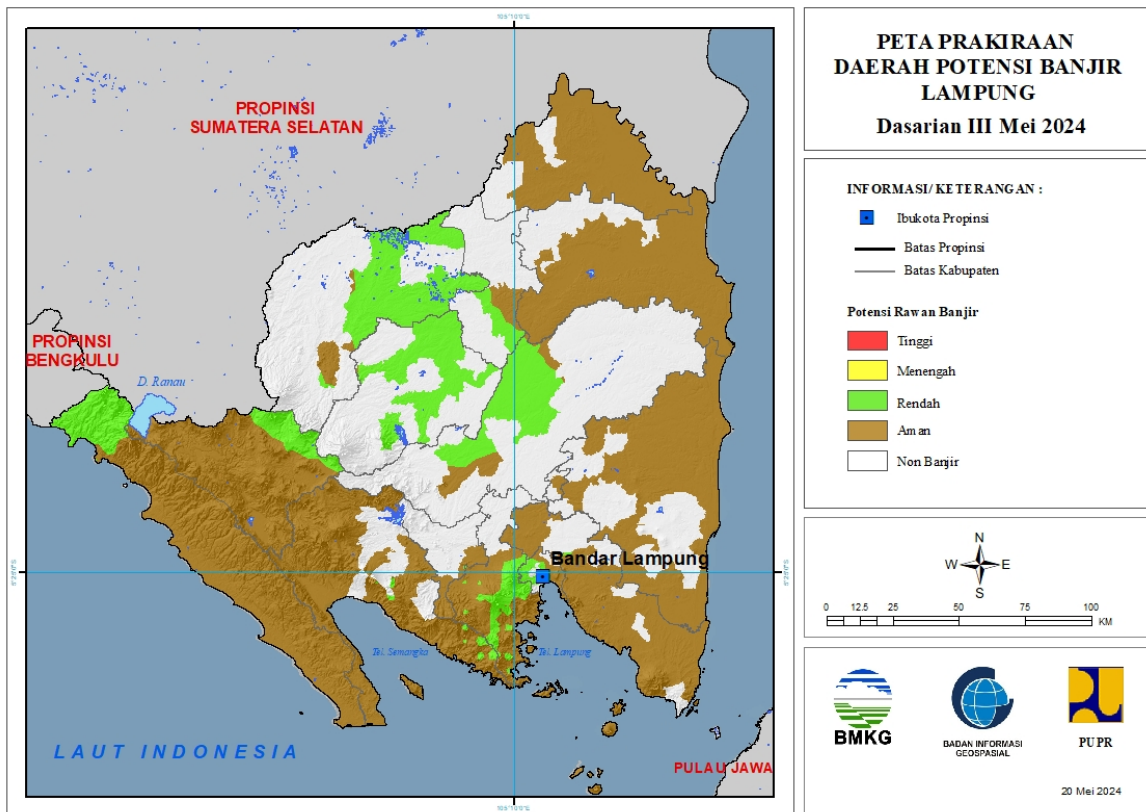 PETA PRAKIRAAN
DAERAH POTENSI BANJIR
LAMPUNG
Dasarian III Mei 2024
INFORMASI/ KETERANGAN :
Ibukota Propinsi
Batas Propinsi
Batas Kabupaten
Potensi Rawan Banjir
Tinggi
Menengah
Rendah
Aman
Non Banjir
N
W E
S
0 12.5 25 50 75 100
KM
BMKG
BADAN INFORMASI
GEOSPASIAL
PUPR
20 Mei 2024
PROPINSI
SUMATERA SELATAN
PROPINSI
BENGKULU
D. Ranau
Bandar Lampung
Tel. Semangka
Tel. Lampung
LAUT INDONESIA
PULAU JAWA